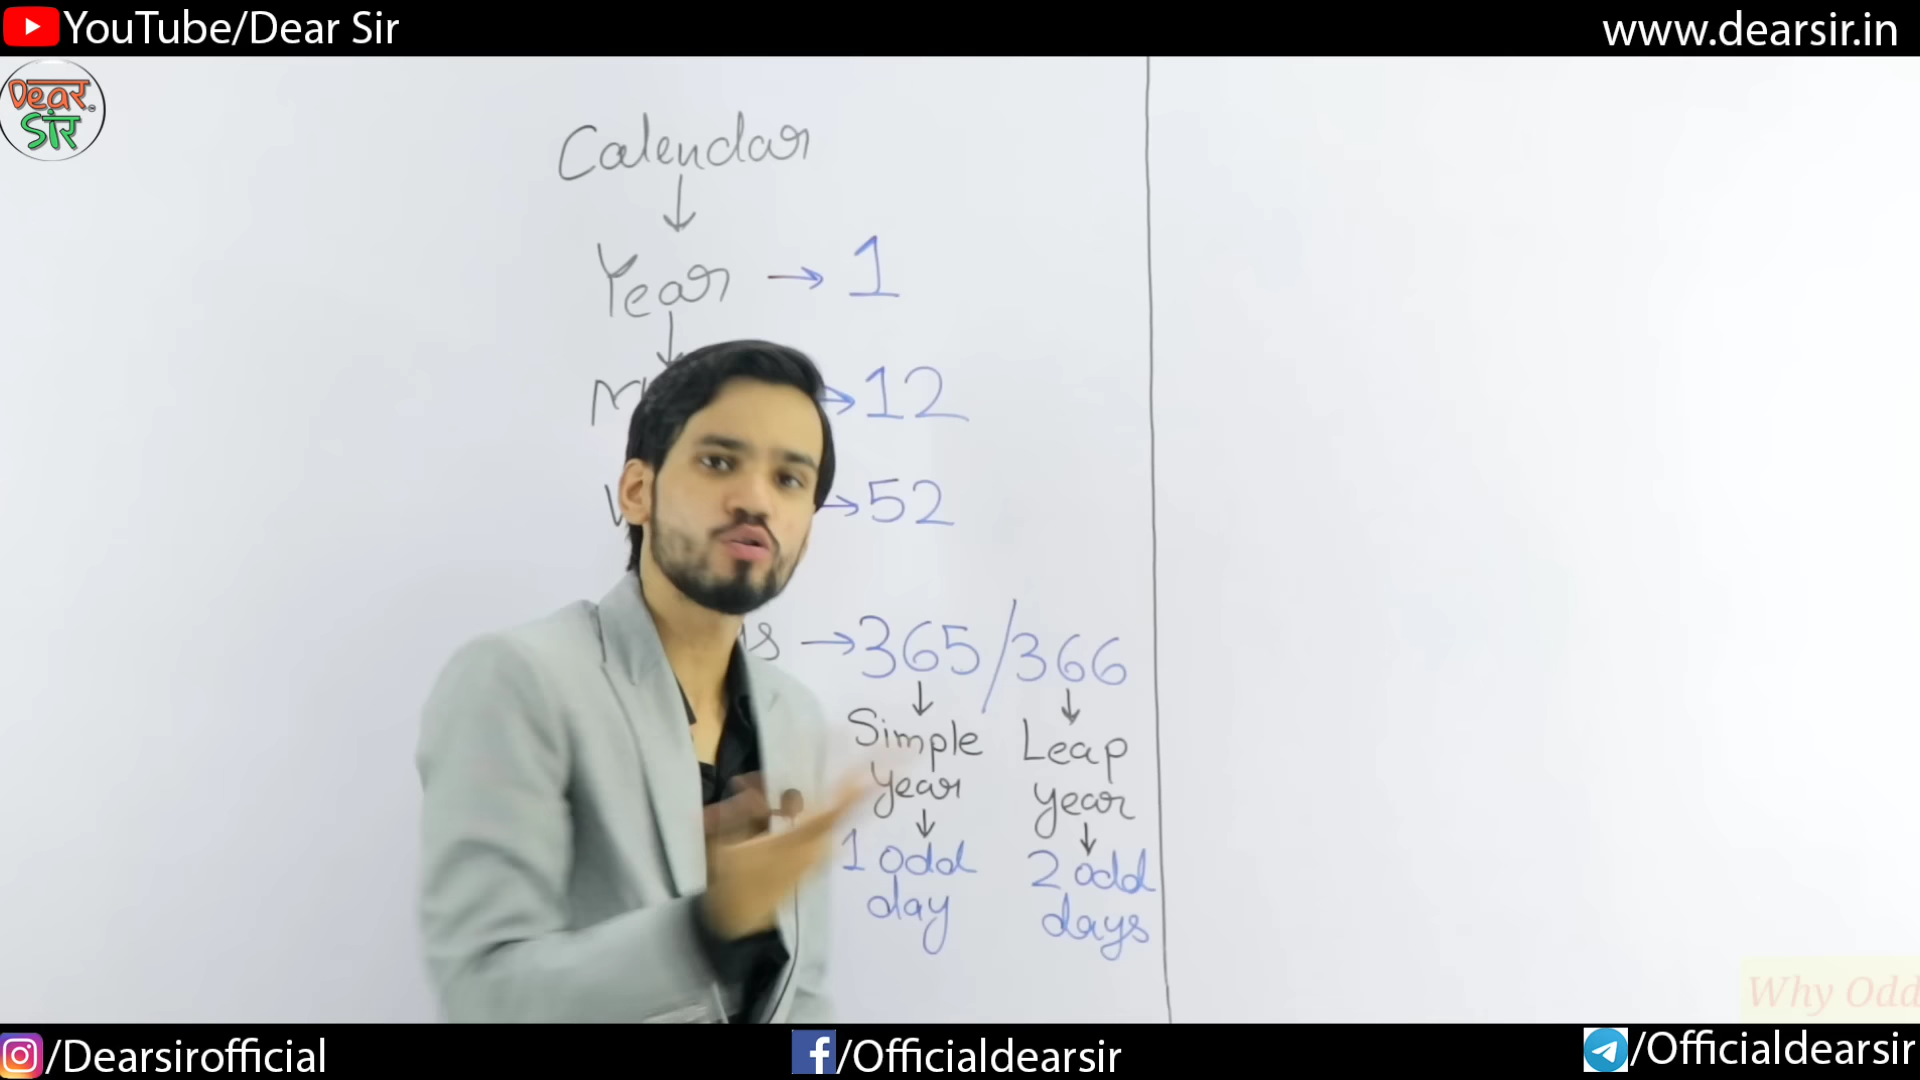 YouTube/Dear Sir
www.dearsir.in
Dear
सर
Calendar
Year → 1
→ 12
→ 52
→ 365/366
Simple Leap
year year
1 odd 2 odd
day days
Why Odd
/Dearsirofficial
/Officialdearsir
/Officialdearsir